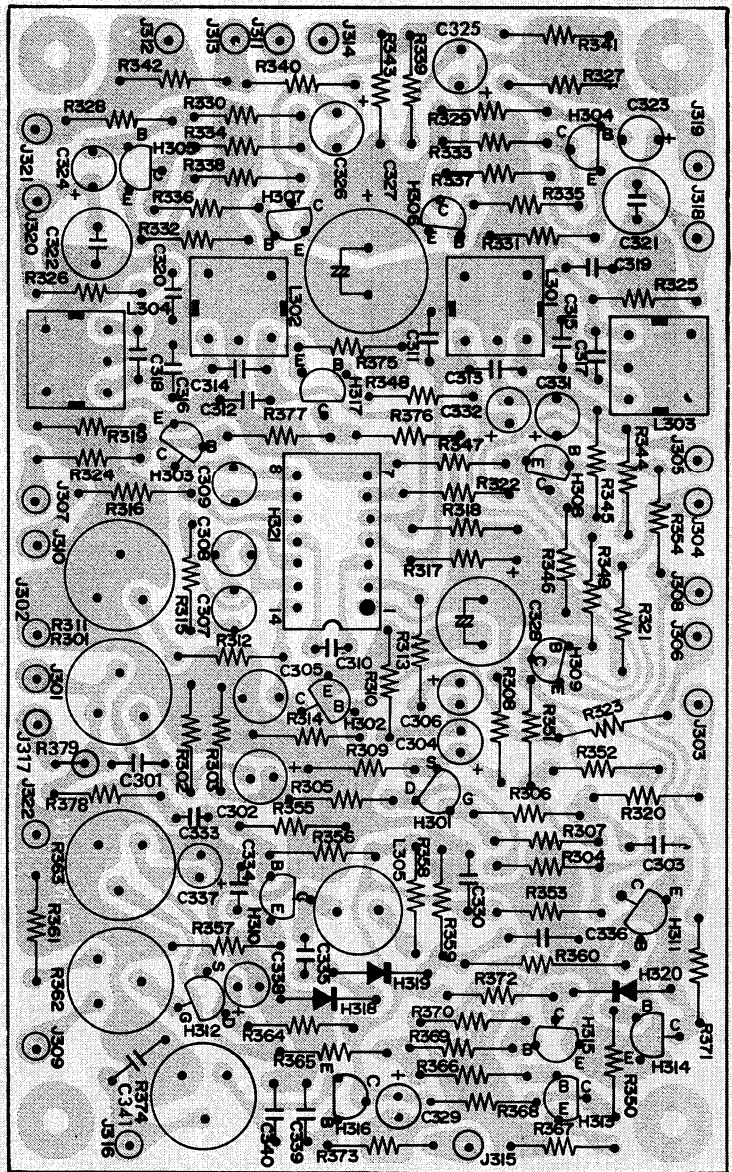 J312 J313 J311 J314 R343 R339 C325 R341
R342 R340 R327
R328 R330 R329 H304 C323 J319
B R334 C B
J321 C324 E C326 R333
R338 C327 R337 E
R336 H307 C H306 C R335 J318
J320 C322 R332 B E E B R331 C321
R326 C320 C319
L304 L302 L301 C315 R325
R375 C311
C318 C316 C314 E B H317 R348 C313 C331 C317
C312 C C332 L303
R319 E R377 R376
C B R347 E B R344 J305
R324 H303 C309 8 7 R322 C H308 R345
J307 R316 H321 R318 R354 J304
J310 C308 R317 R346
R315 C307 C328 R348 R321 J308
J302 R311 14 1 J306
R301 R312 C310 R313 B H309
J301 C305 E R310 C E
C B C306 R308 R351 J303
R314 H302 R323
J317 R379 R302 R303 R309 C304 R352
C301 S
J322 R378 C302 R305 D G R306 R320
R355 H301
C333 R356 L305 R358 R307 C303
R363 C334 B R304
C337 C R359 C330 R353 C E
R361 R357 E C335 C336 B H311
S C338 R360
R362 H319 R372 H320 R371
G H312 D H318 R370 C B
J309 R364 R369 H315 C
R365 R366 B E E H314
C341 R374 E C B C R350
J316 C340 C339 B H316 C329 R368 E H313
R373 J315 R367